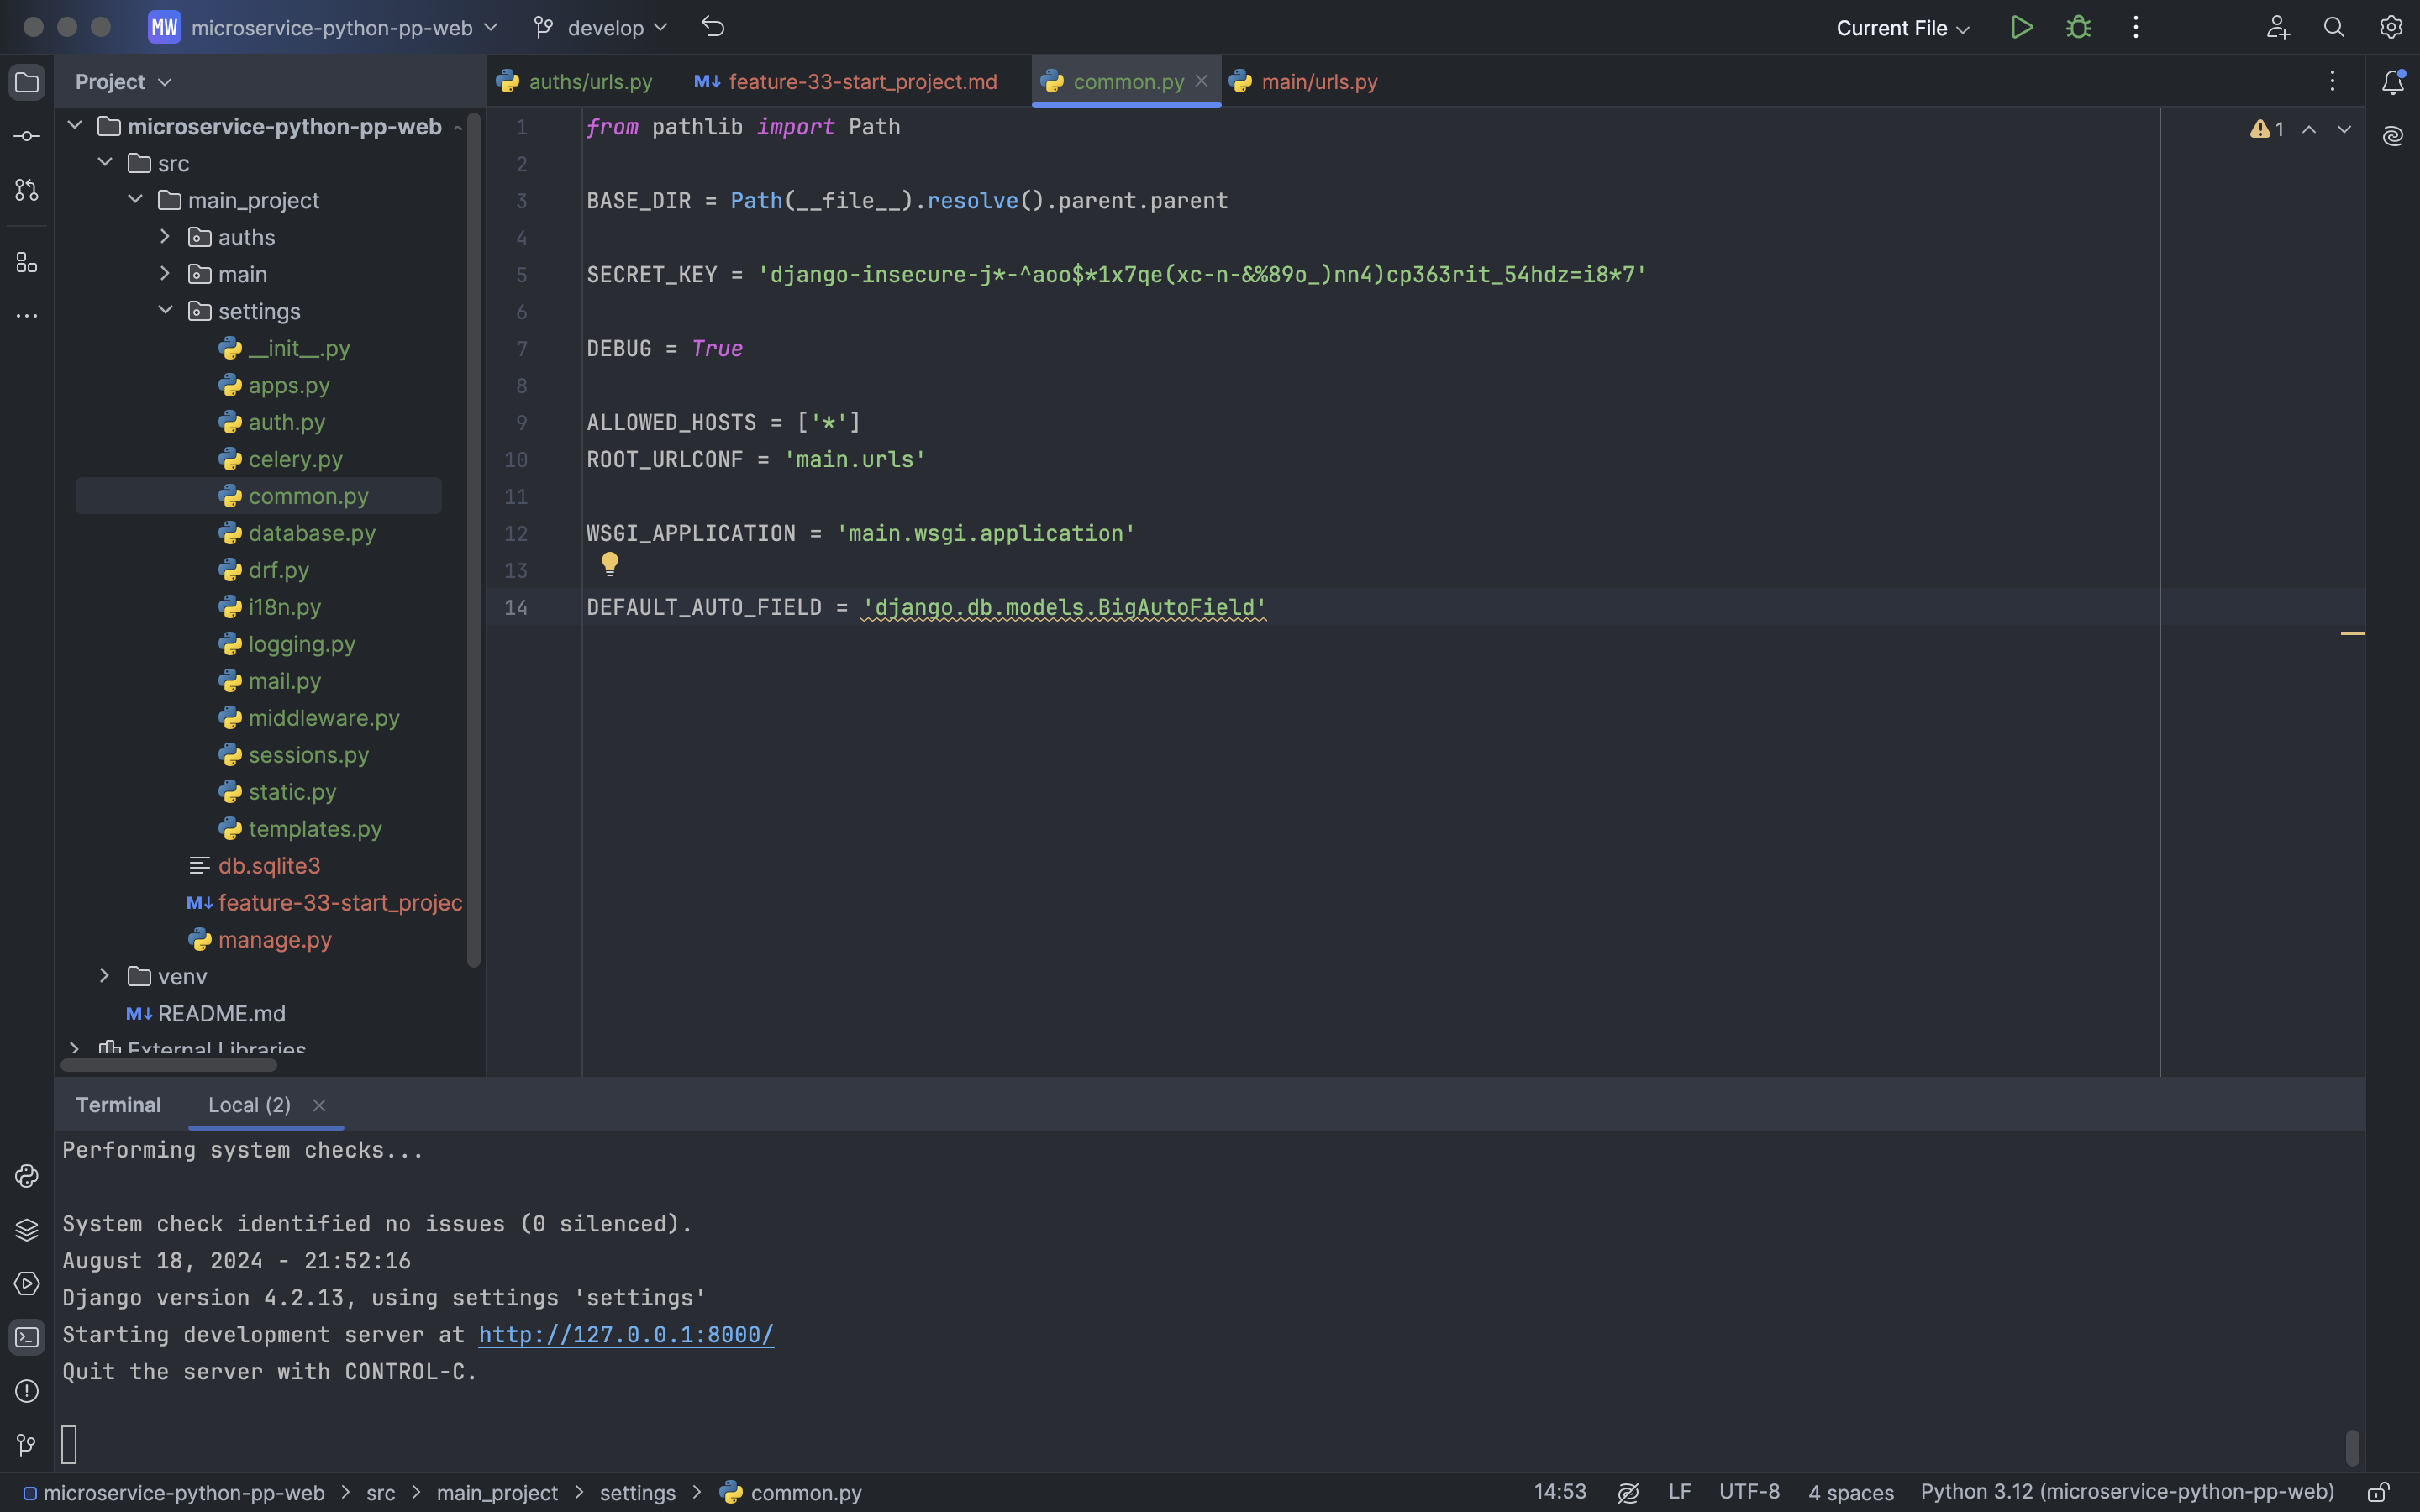 MW microservice-python-pp-web develop Current File
Project
auths/urls.py feature-33-start_project.md common.py main/urls.py
microservice-python-pp-web
src
main_project
auths
main
settings
__init__.py
apps.py
auth.py
celery.py
common.py
database.py
drf.py
i18n.py
logging.py
mail.py
middleware.py
sessions.py
static.py
templates.py
db.sqlite3
M↓ feature-33-start_projec
manage.py
venv
M↓ README.md
External Libraries
1 from pathlib import Path
2
3 BASE_DIR = Path(__file__).resolve().parent.parent
4
5 SECRET_KEY = 'django-insecure-j*-^aoo$*1x7qe(xc-n-&%89o_)nn4)cp363rit_54hdz=i8*7'
6
7 DEBUG = True
8
9 ALLOWED_HOSTS = ['*']
10 ROOT_URLCONF = 'main.urls'
11
12 WSGI_APPLICATION = 'main.wsgi.application'
13
14 DEFAULT_AUTO_FIELD = 'django.db.models.BigAutoField'
1
Terminal Local (2)
Performing system checks...
System check identified no issues (0 silenced).
August 18, 2024 - 21:52:16
Django version 4.2.13, using settings 'settings'
Starting development server at http://127.0.0.1:8000/
Quit the server with CONTROL-C.
microservice-python-pp-web > src > main_project > settings > common.py 14:53 LF UTF-8 4 spaces Python 3.12 (microservice-python-pp-web)